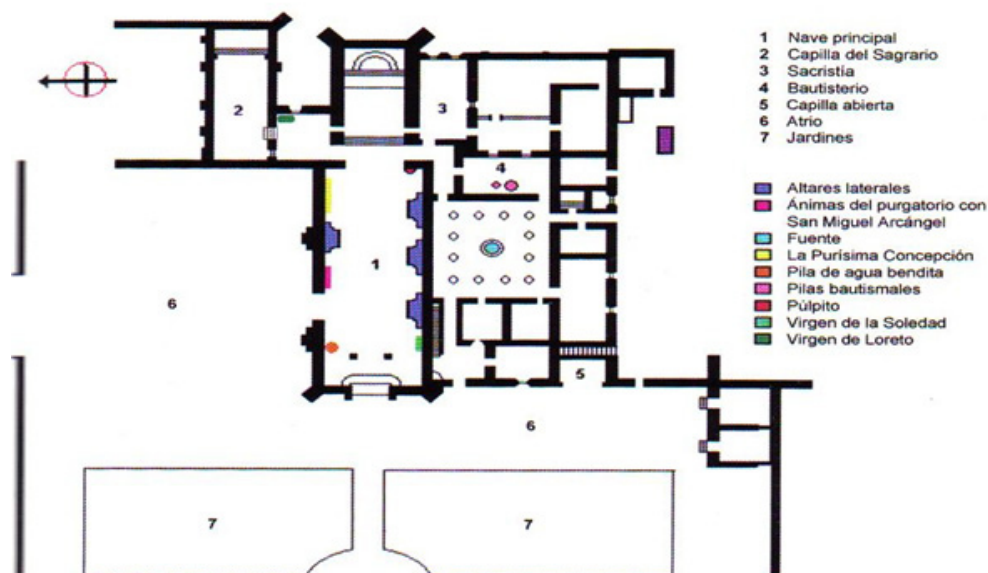 1 Nave principal
2 Capilla del Sagrario
3 Sacristía
4 Bautisterio
5 Capilla abierta
6 Atrio
7 Jardines
Altares laterales
Ánimas del purgatorio con
San Miguel Arcángel
Fuente
La Purísima Concepción
Pila de agua bendita
Pilas bautismales
Púlpito
Virgen de la Soledad
Virgen de Loreto
2
3
4
1
6
5
6
7
7